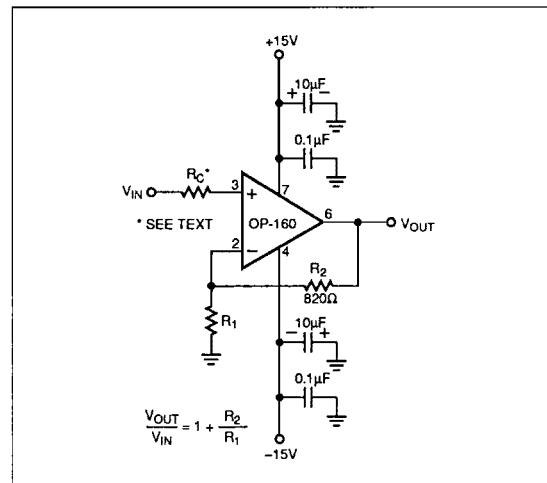 +15V
+ 10µF −
0.1µF
R_C*
V_IN
3
+
7
OP-160
6
V_OUT
* SEE TEXT
2
−
4
R_2
820Ω
R_1
− 10µF +
0.1µF
V_OUT / V_IN = 1 + R_2 / R_1
−15V